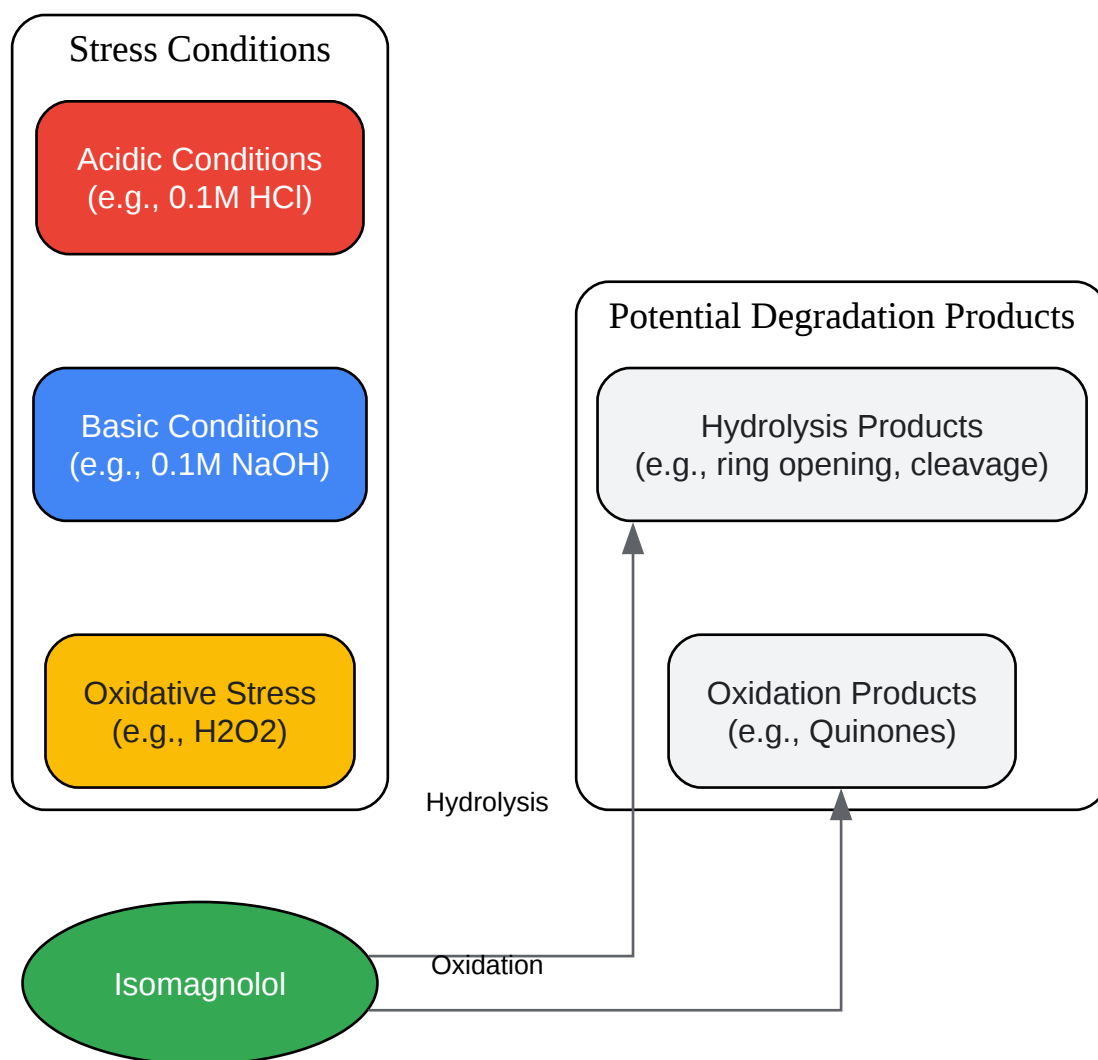 Stress Conditions
Acidic Conditions
(e.g., 0.1M HCl)
Basic Conditions
(e.g., 0.1M NaOH)
Oxidative Stress
(e.g., H2O2)
Potential Degradation Products
Hydrolysis Products
(e.g., ring opening, cleavage)
Oxidation Products
(e.g., Quinones)
Hydrolysis
Oxidation
Isomagnolol